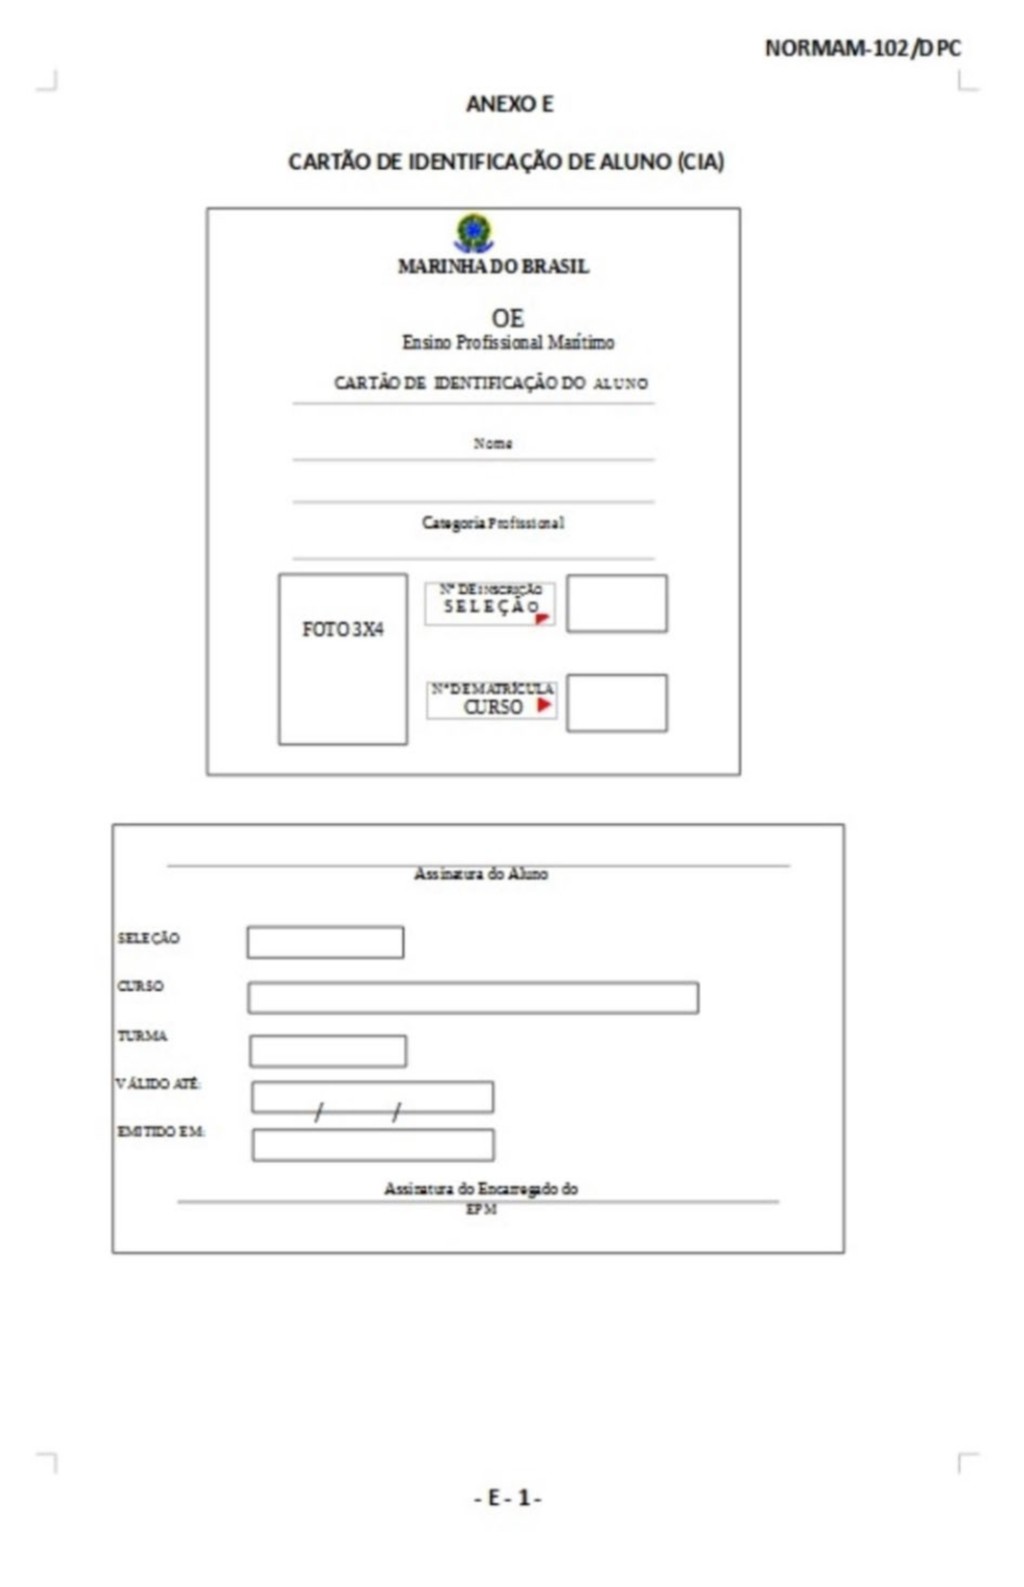 NORMAM-102/DPC
ANEXO E
CARTÃO DE IDENTIFICAÇÃO DE ALUNO (CIA)
MARINHA DO BRASIL
OE
Ensino Profissional Marítimo
CARTÃO DE IDENTIFICAÇÃO DO ALUNO
Nome
Categoria Profissional
FOTO 3X4
Nº DE INSCRIÇÃO
SELEÇÃO
Nº DE MATRÍCULA
CURSO
Assinatura do Aluno
SELEÇÃO
CURSO
TURMA
VÁLIDO ATÉ:
/ /
EMITIDO EM:
Assinatura do Encarregado do
EPM
- E - 1 -